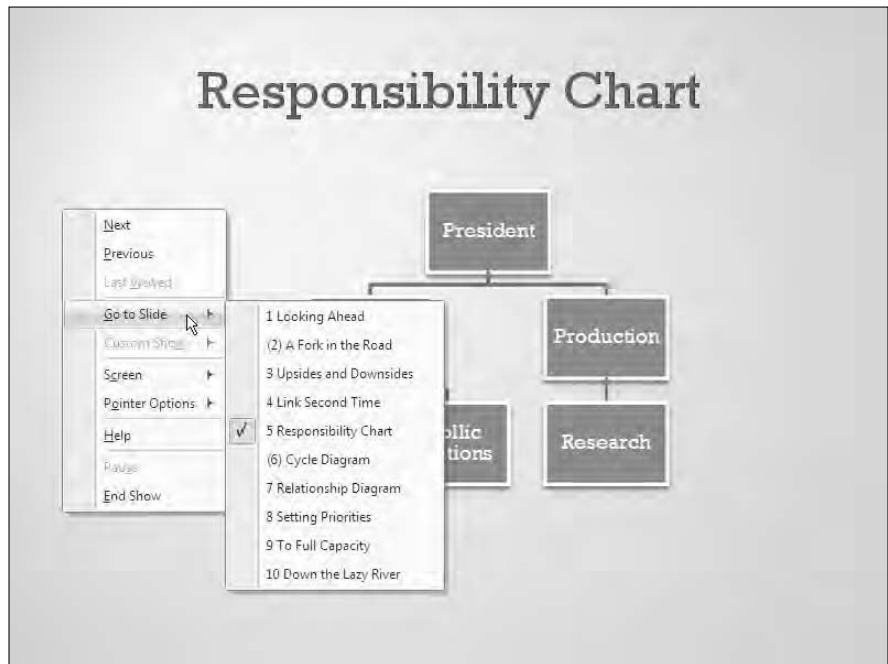 Responsibility Chart
President
Production
Research
Next
Previous
Last Viewed
Go to Slide
Custom Show
Screen
Pointer Options
Help
Pause
End Show
1 Looking Ahead
(2) A Fork in the Road
3 Upsides and Downsides
4 Link Second Time
5 Responsibility Chart
(6) Cycle Diagram
7 Relationship Diagram
8 Setting Priorities
9 To Full Capacity
10 Down the Lazy River